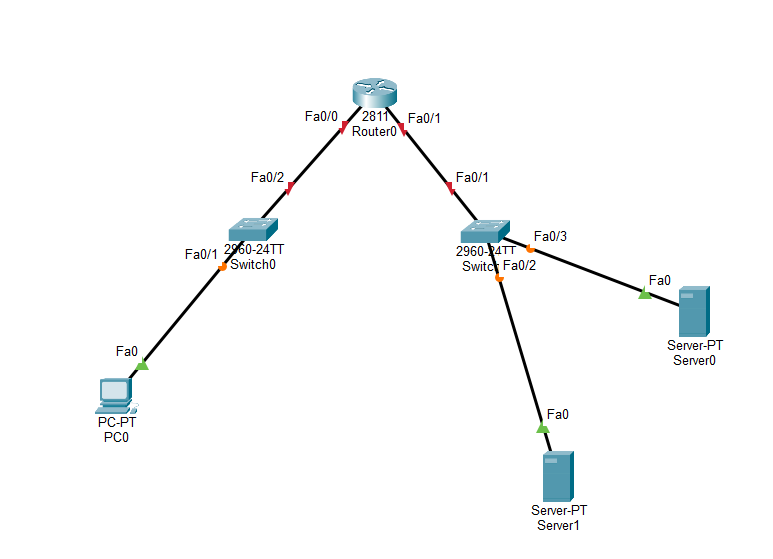 2811
Router0
Fa0/0
Fa0/1
Fa0/2
Fa0/1
2960-24TT
Switch0
Fa0/1
2960-24TT
Fa0/3
Fa0/2
Fa0
Server-PT
Server0
Fa0
PC-PT
PC0
Fa0
Server-PT
Server1